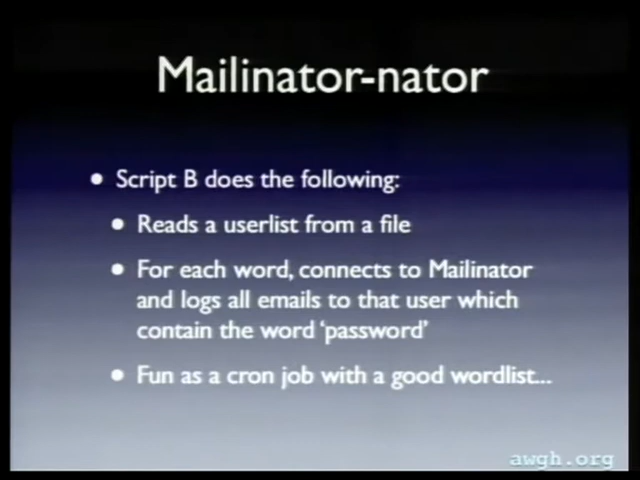 Mailinator-nator
• Script B does the following:
• Reads a userlist from a file
• For each word, connects to Mailinator
and logs all emails to that user which
contain the word ‘password’
• Fun as a cron job with a good wordlist...
awgh.org